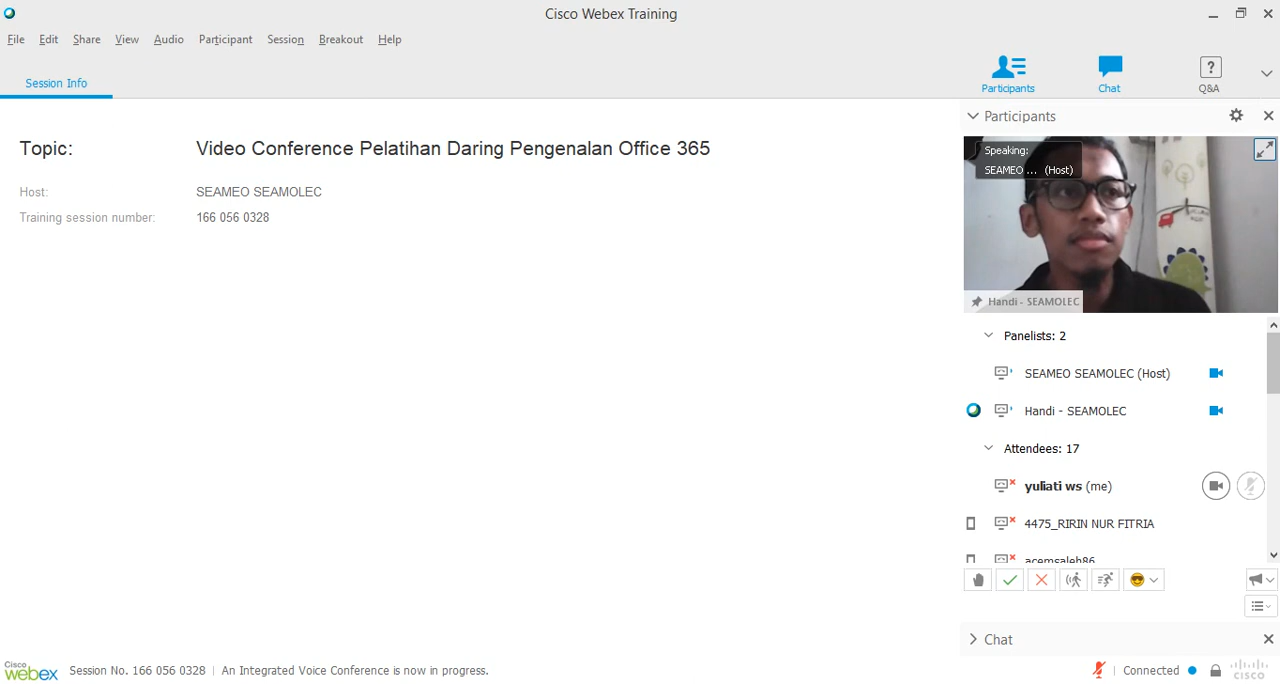 Cisco Webex Training
File Edit Share View Audio Participant Session Breakout Help
Session Info
Participants Chat Q&A
Topic: Video Conference Pelatihan Daring Pengenalan Office 365
Host: SEAMEO SEAMOLEC
Training session number: 166 056 0328
Participants
Speaking:
SEAMEO ... (Host)
Handi - SEAMOLEC
Panelists: 2
SEAMEO SEAMOLEC (Host)
Handi - SEAMOLEC
Attendees: 17
yuliati ws (me)
4475_RIRIN NUR FITRIA
acemsaleh86
Chat
Cisco webex Session No. 166 056 0328 | An Integrated Voice Conference is now in progress.
Connected
CISCO